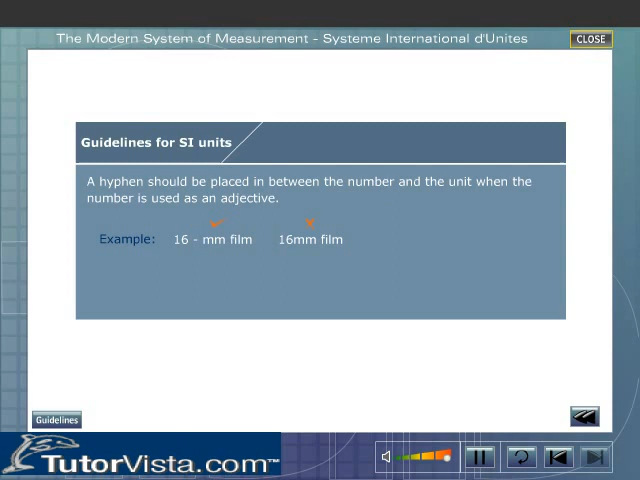 The Modern System of Measurement - Systeme International d'Unites
CLOSE
Guidelines for SI units
A hyphen should be placed in between the number and the unit when the
number is used as an adjective.
Example: 16 - mm film 16mm film
Guidelines
TutorVista.com™